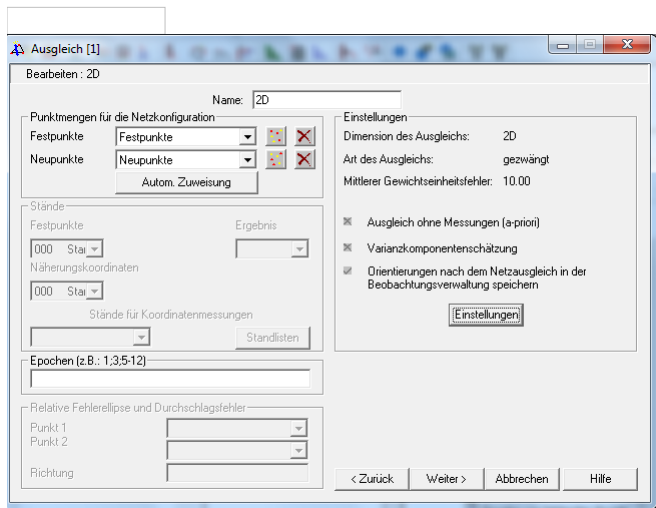 Ausgleich [1]
Bearbeiten : 2D
Name: 2D
Punktmengen für die Netzkonfiguration
Festpunkte Festpunkte
Neupunkte Neupunkte
Autom. Zuweisung
Stände
Festpunkte Ergebnis
000 Star
Näherungskoordinaten
000 Star
Stände für Koordinatenmessungen
Standlisten
Epochen (z.B.: 1;3;5-12)
Relative Fehlerellipse und Durchschlagsfehler
Punkt 1
Punkt 2
Richtung
Einstellungen
Dimension des Ausgleichs: 2D
Art des Ausgleichs: gezwängt
Mittlerer Gewichtseinheitsfehler: 10.00
Ausgleich ohne Messungen (a-priori)
Varianzkomponentenschätzung
Orientierungen nach dem Netzausgleich in der
Beobachtungsverwaltung speichern
Einstellungen
< Zurück Weiter > Abbrechen Hilfe